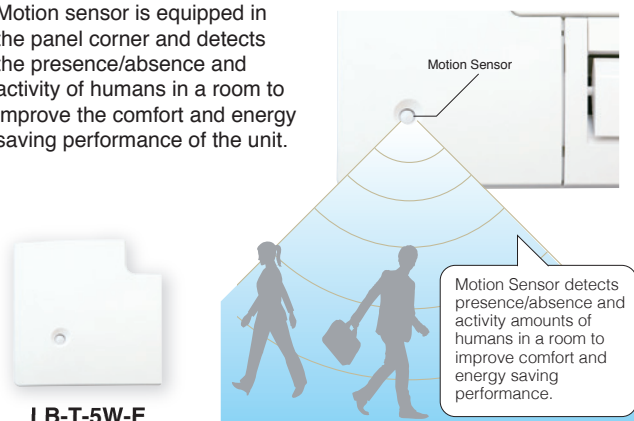 Motion sensor is equipped in
the panel corner and detects
the presence/absence and
activity of humans in a room to
improve the comfort and energy
saving performance of the unit.
Motion Sensor
Motion Sensor detects
presence/absence and
activity amounts of
humans in a room to
improve comfort and
energy saving
performance.
LB-T-5W-E